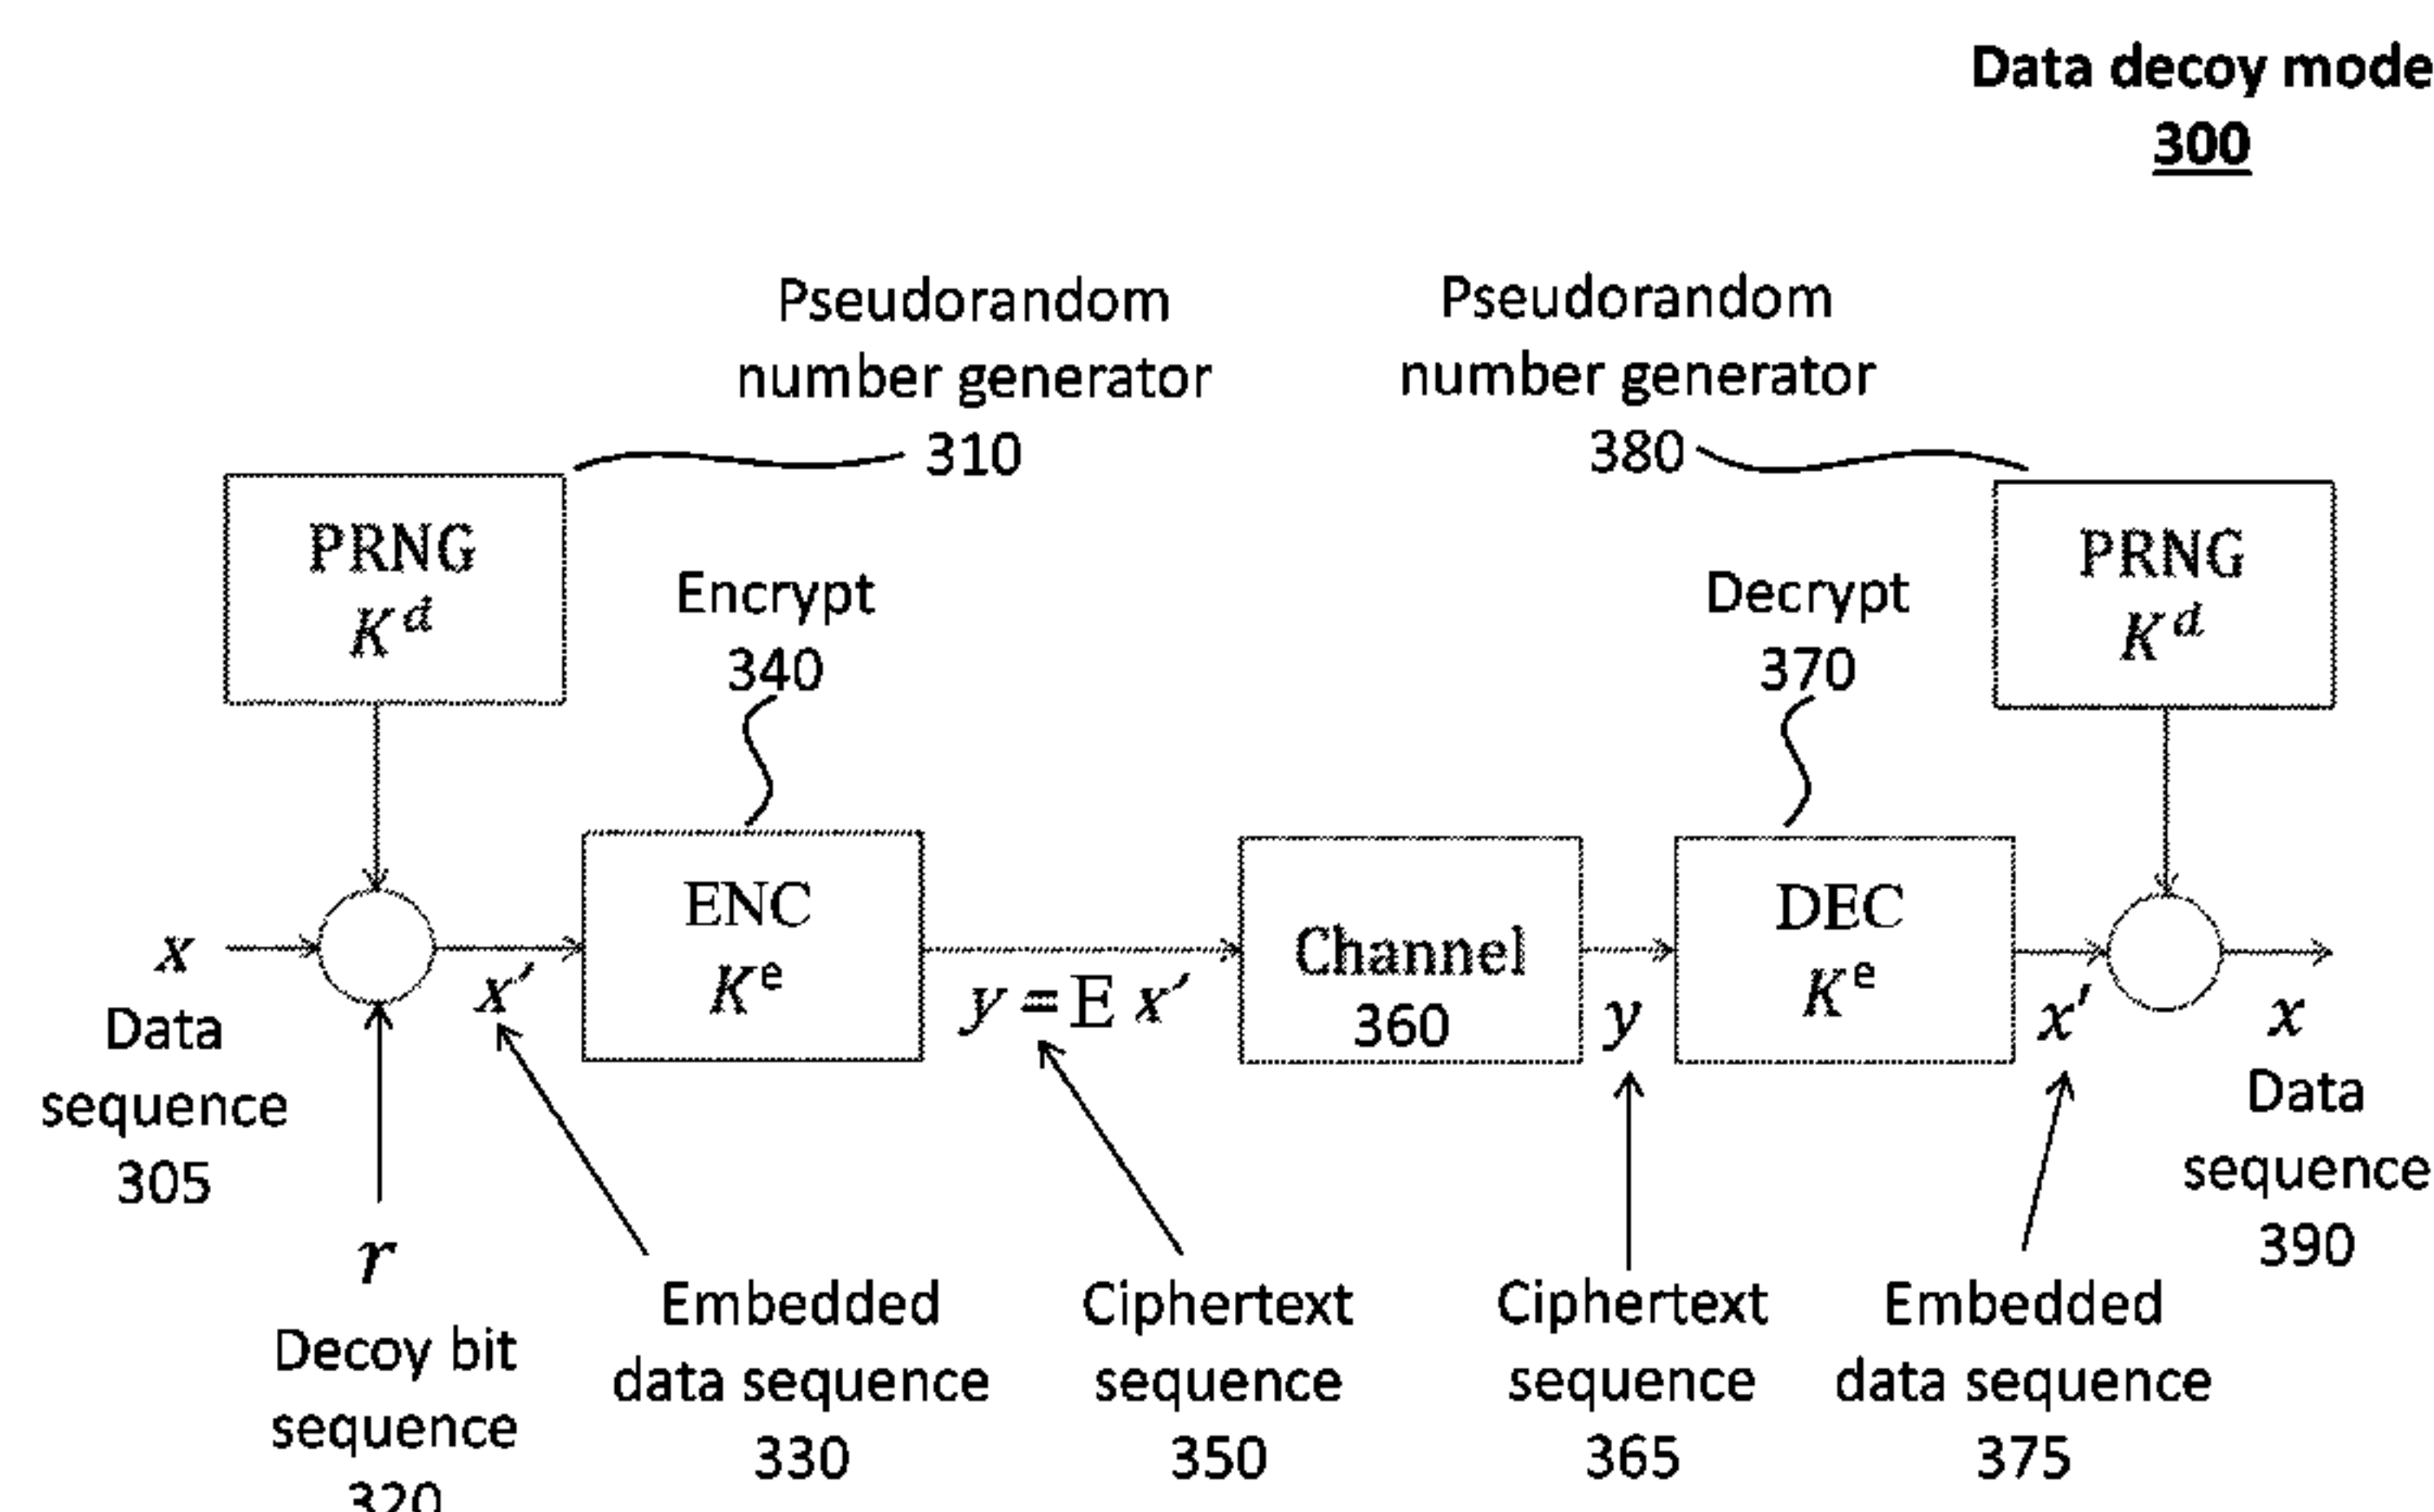 Data decoy mode
300
Pseudorandom
number generator
310
Pseudorandom
number generator
380
PRNG
K^d
PRNG
K^d
Encrypt
340
Decrypt
370
ENC
K^e
Channel
360
DEC
K^e
x
Data
sequence
305
x'
y = E x'
y
x'
x
Data
sequence
390
r
Decoy bit
sequence
320
Embedded
data sequence
330
Ciphertext
sequence
350
Ciphertext
sequence
365
Embedded
data sequence
375